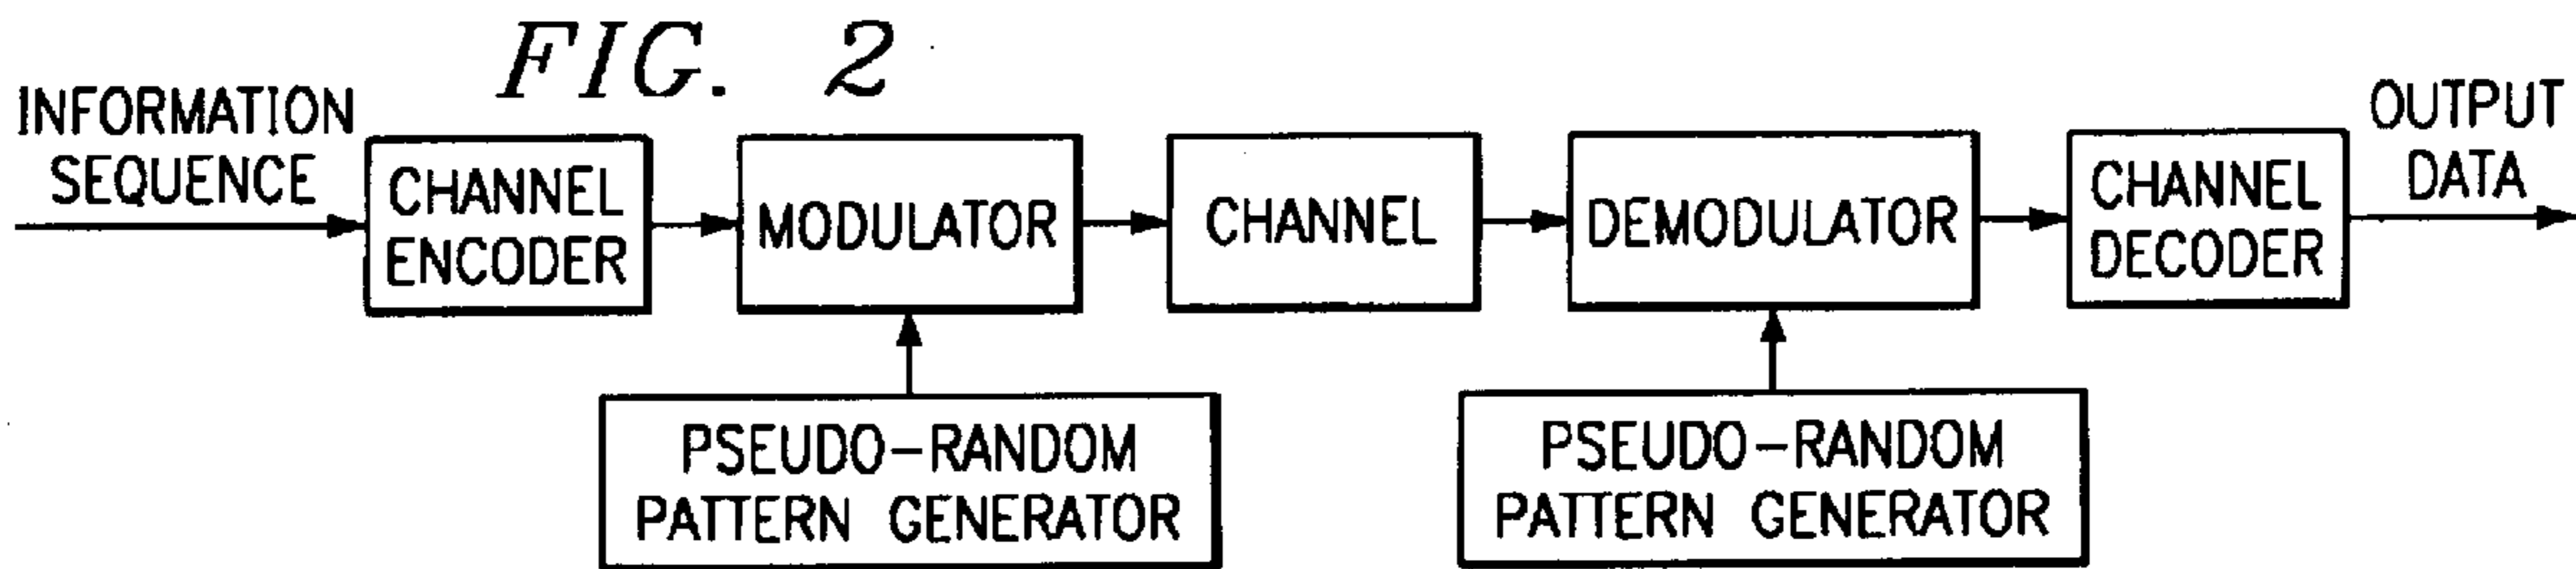 FIG. 2
INFORMATION
SEQUENCE
CHANNEL
ENCODER
MODULATOR
CHANNEL
DEMODULATOR
CHANNEL
DECODER
OUTPUT
DATA
PSEUDO-RANDOM
PATTERN GENERATOR
PSEUDO-RANDOM
PATTERN GENERATOR